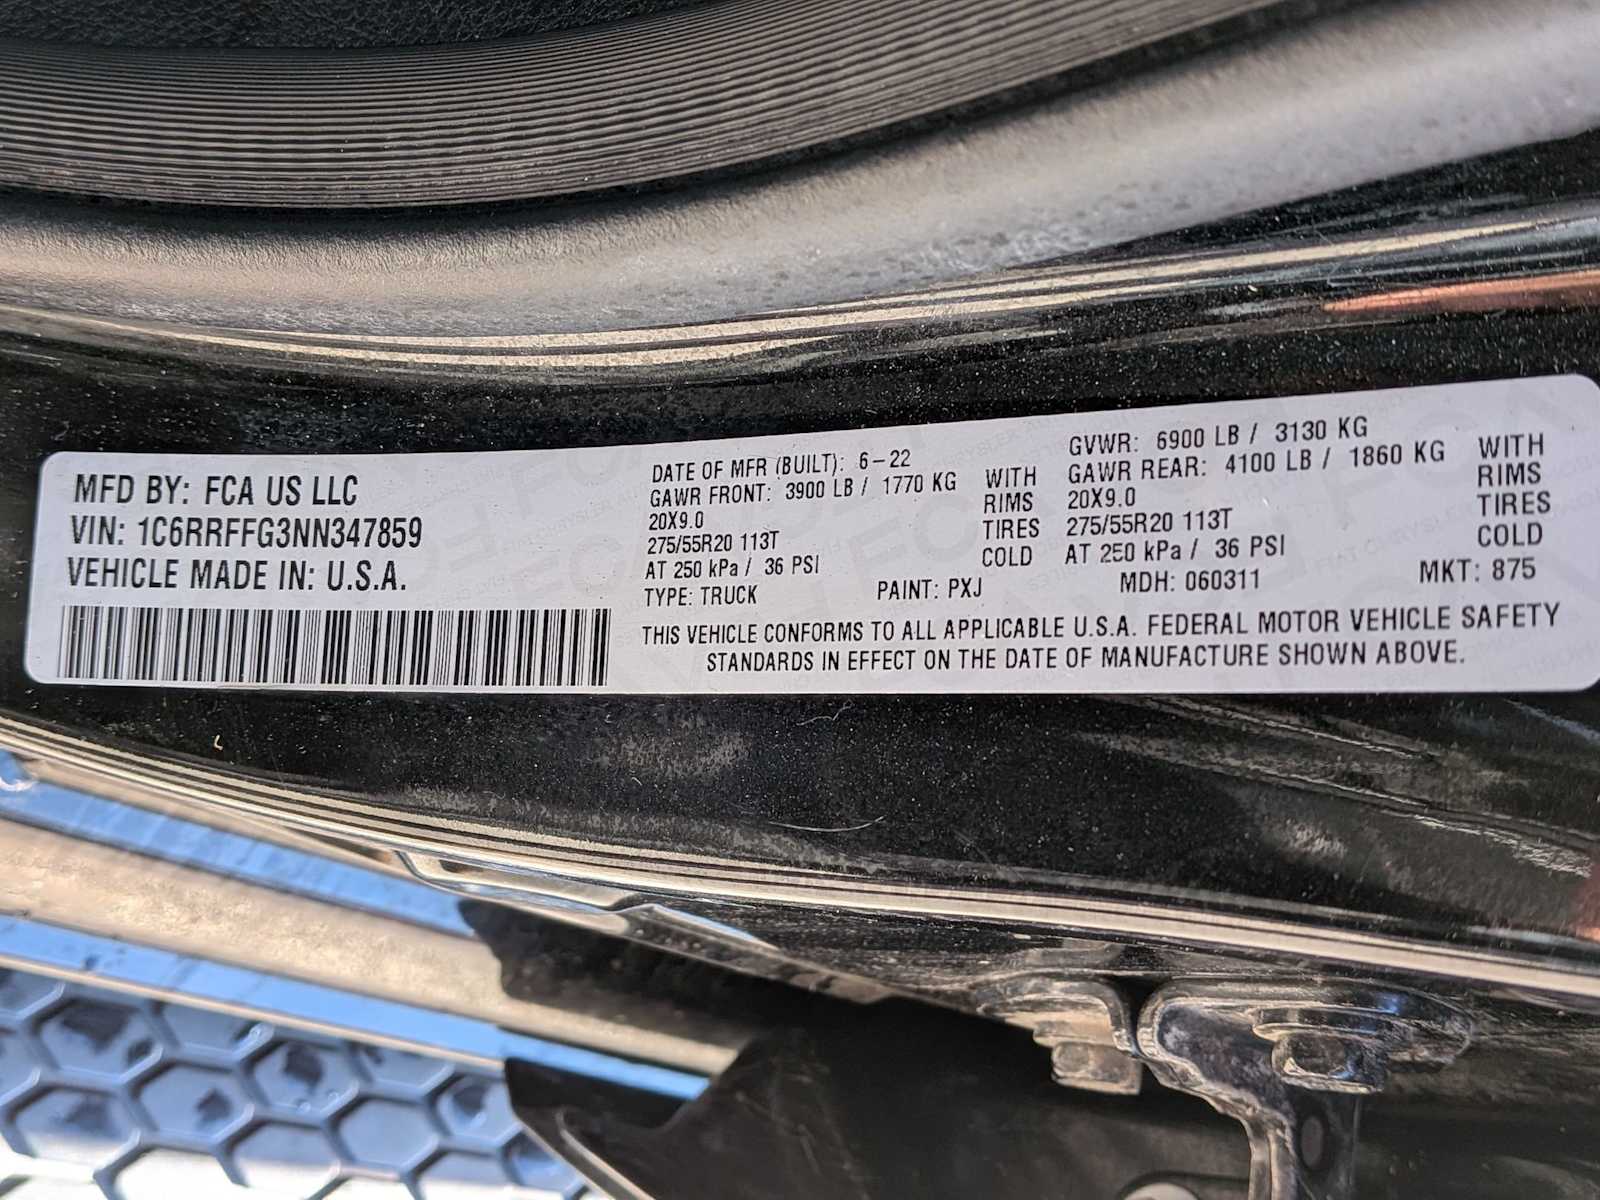 MFD BY: FCA US LLC
VIN: 1C6RRFFG3NN347859
VEHICLE MADE IN: U.S.A.
DATE OF MFR (BUILT): 6-22
GAWR FRONT: 3900 LB / 1770 KG WITH
20X9.0 RIMS
275/55R20 113T TIRES
AT 250 kPa / 36 PSI COLD
GVWR: 6900 LB / 3130 KG
GAWR REAR: 4100 LB / 1860 KG WITH
20X9.0 RIMS
275/55R20 113T TIRES
AT 250 kPa / 36 PSI COLD
TYPE: TRUCK PAINT: PXJ MDH: 060311 MKT: 875
THIS VEHICLE CONFORMS TO ALL APPLICABLE U.S.A. FEDERAL MOTOR VEHICLE SAFETY
STANDARDS IN EFFECT ON THE DATE OF MANUFACTURE SHOWN ABOVE.